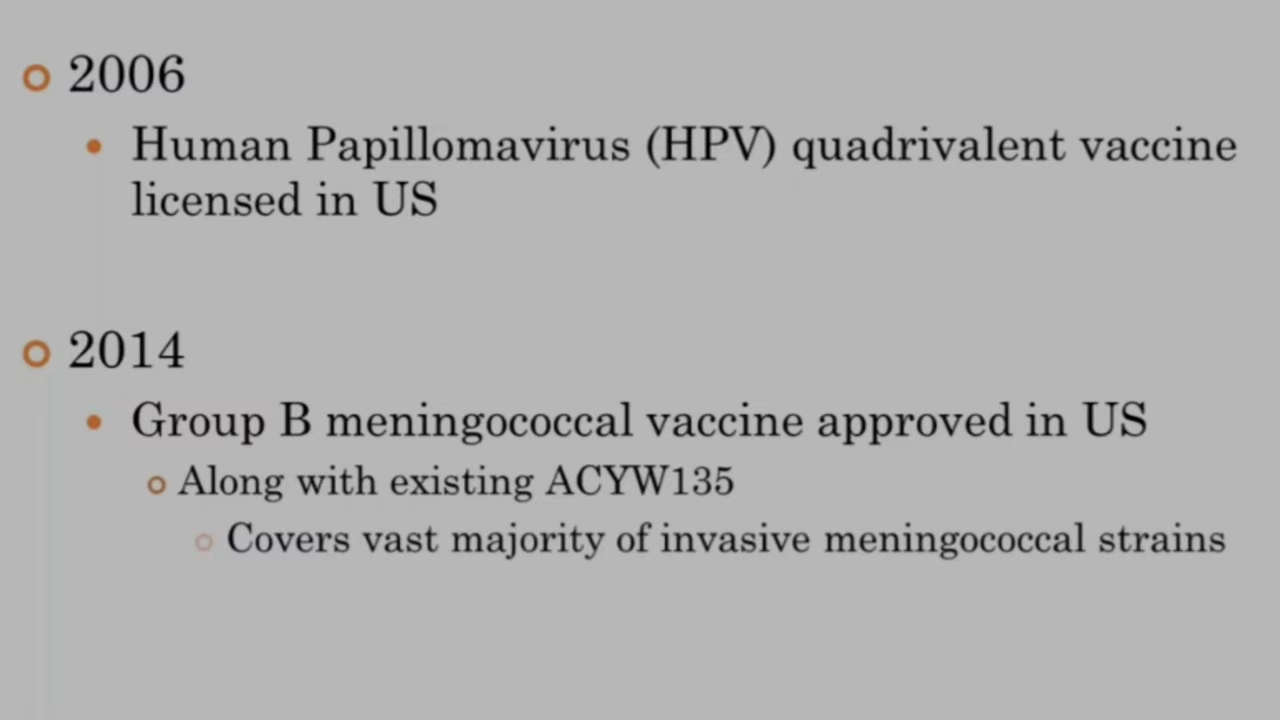 2006
Human Papillomavirus (HPV) quadrivalent vaccine
licensed in US
2014
Group B meningococcal vaccine approved in US
Along with existing ACYW135
Covers vast majority of invasive meningococcal strains